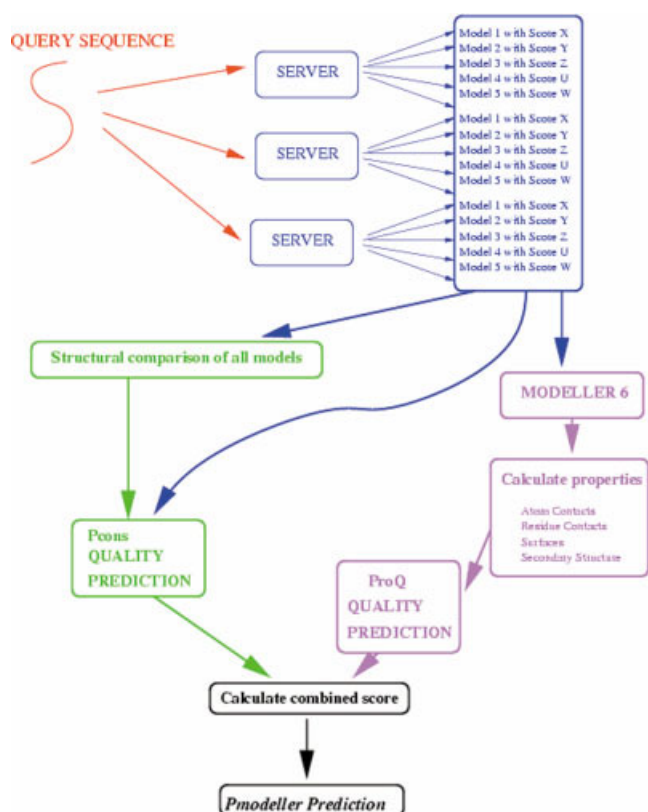 QUERY SEQUENCE
SERVER
SERVER
SERVER
Model 1 with Score X
Model 2 with Score Y
Model 3 with Score Z
Model 4 with Score U
Model 5 with Score W
Model 1 with Score X
Model 2 with Score Y
Model 3 with Score Z
Model 4 with Score U
Model 5 with Score W
Model 1 with Score X
Model 2 with Score Y
Model 3 with Score Z
Model 4 with Score U
Model 5 with Score W
Structural comparison of all models
MODELLER 6
Calculate properties
Atom Contacts
Residue Contacts
Surfaces
Secondary Structure
Pcons
QUALITY
PREDICTION
ProQ
QUALITY
PREDICTION
Calculate combined score
Pmodeller Prediction